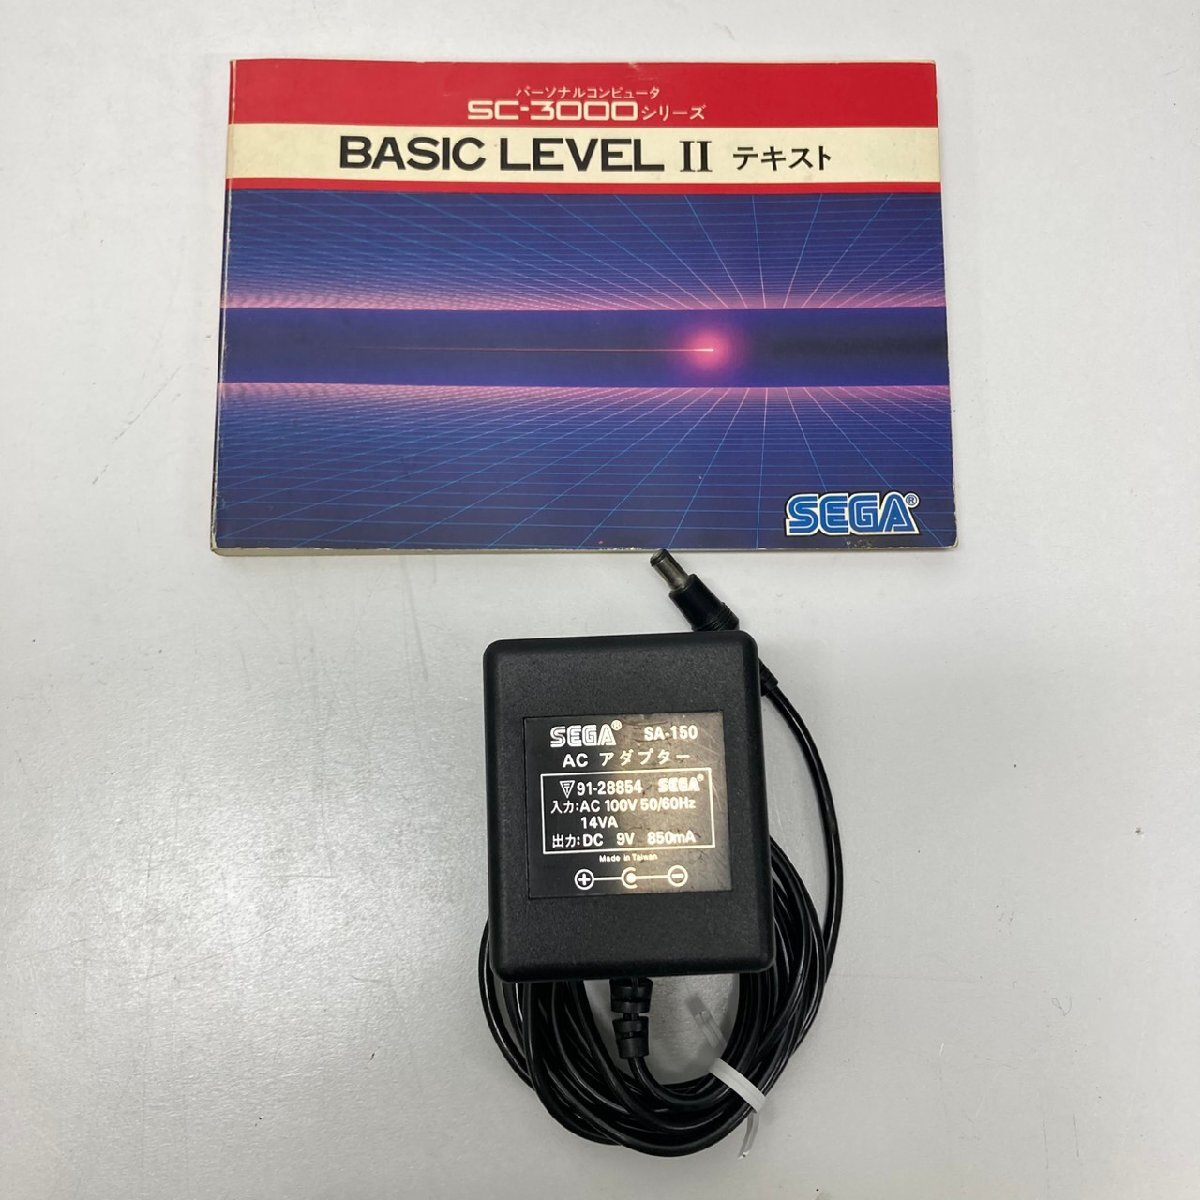 パーソナルコンピュータ
SC-3000シリーズ
BASIC LEVEL II テキスト
SEGA®
SEGA® SA-150
AC アダプター
91-28854 SEGA®
入力:AC 100V 50/60Hz
14VA
出力:DC 9V 850mA
Made in Taiwan